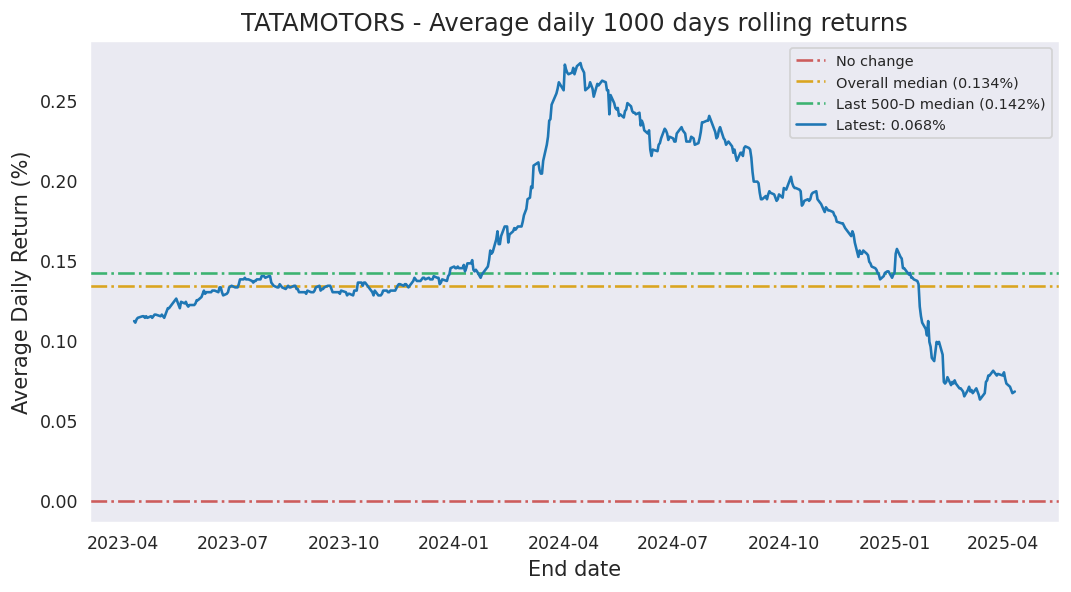 TATAMOTORS - Average daily 1000 days rolling returns
No change
Overall median (0.134%)
Last 500-D median (0.142%)
Latest: 0.068%
Average Daily Return (%)
0.25
0.20
0.15
0.10
0.05
0.00
2023-04 2023-07 2023-10 2024-01 2024-04 2024-07 2024-10 2025-01 2025-04
End date